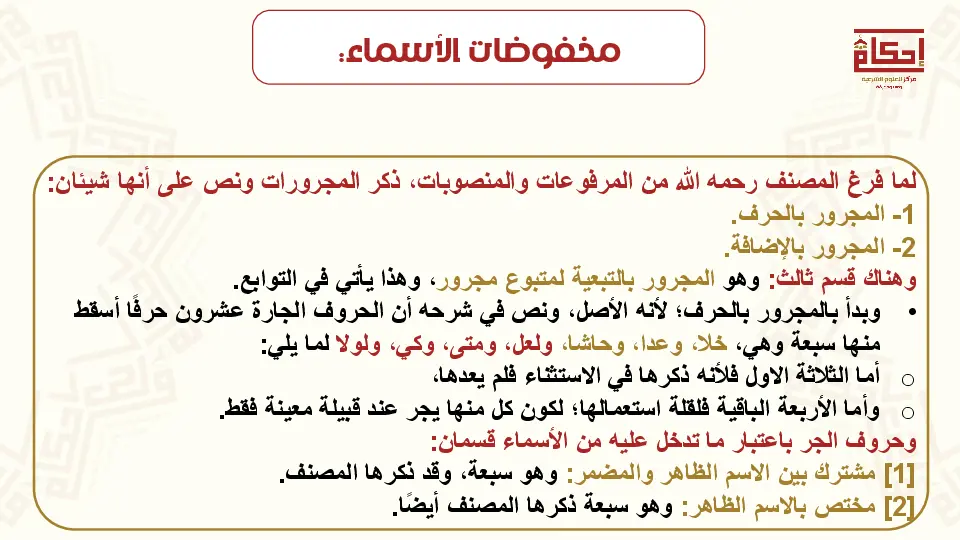 مخفوضات الأسماء:
إحكام
مركز للعلوم الشرعية
لما فرغ المصنف رحمه الله من المرفوعات والمنصوبات، ذكر المجرورات ونص على أنها شيئان:
1- المجرور بالحرف.
2- المجرور بالإضافة.
وهناك قسم ثالث: وهو المجرور بالتبعية لمتبوع مجرور، وهذا يأتي في التوابع.
• وبدأ بالمجرور بالحرف؛ لأنه الأصل، ونص في شرحه أن الحروف الجارة عشرون حرفًا أسقط
منها سبعة وهي، خلا، وعدا، وحاشا، ولعل، ومتى، وكي، ولولا لما يلي:
o أما الثلاثة الاول فلأنه ذكرها في الاستثناء فلم يعدها،
o وأما الأربعة الباقية فلقلة استعمالها؛ لكون كل منها يجر عند قبيلة معينة فقط.
وحروف الجر باعتبار ما تدخل عليه من الأسماء قسمان:
[1] مشترك بين الاسم الظاهر والمضمر: وهو سبعة، وقد ذكرها المصنف.
[2] مختص بالاسم الظاهر: وهو سبعة ذكرها المصنف أيضًا.